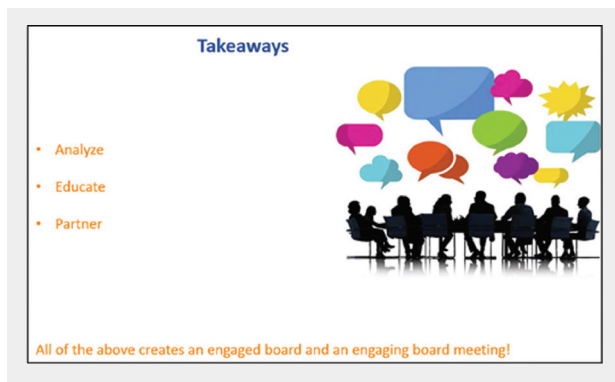 Takeaways
• Analyze
• Educate
• Partner
All of the above creates an engaged board and an engaging board meeting!